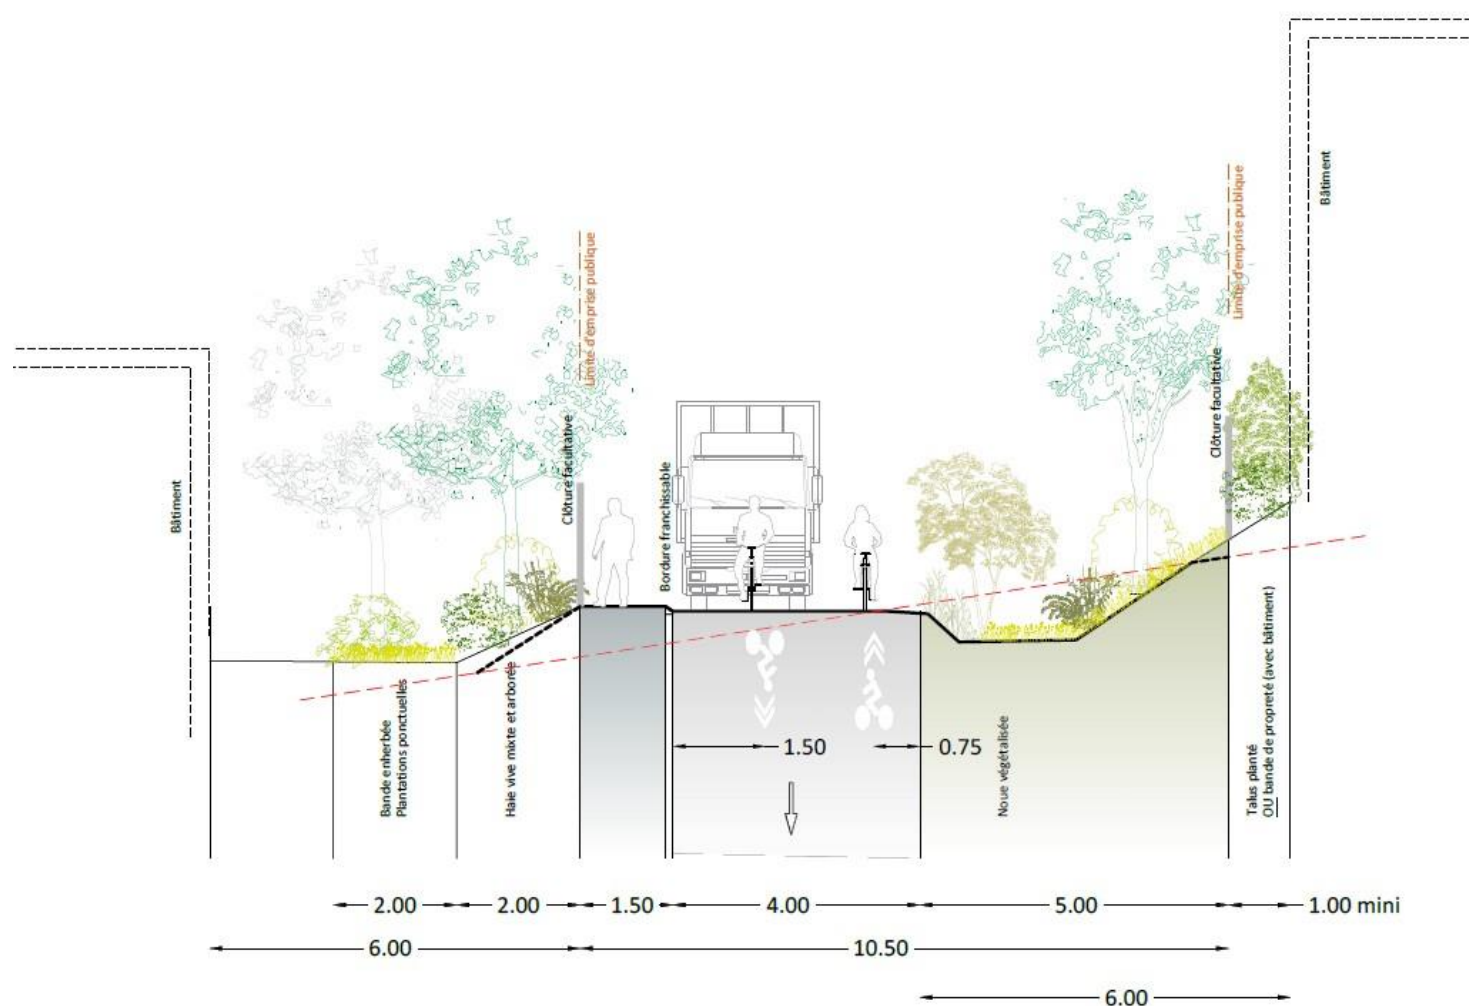 Bâtiment
Limite d'emprise publique
Clôture facultative
Bordure franchissable
Limite d'emprise publique
Clôture facultative
Bâtiment
Bande enherbée
Plantations ponctuelles
Haie vive mixte et arborée
1.50
0.75
Noue végétalisée
Talus planté
OU bande de propreté (avec bâtiment)
2.00
2.00
1.50
4.00
5.00
1.00 mini
6.00
10.50
6.00